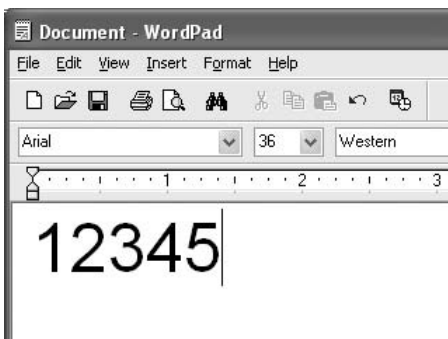 Document - WordPad
File Edit View Insert Format Help
Arial 36 Western
1 2 3
12345